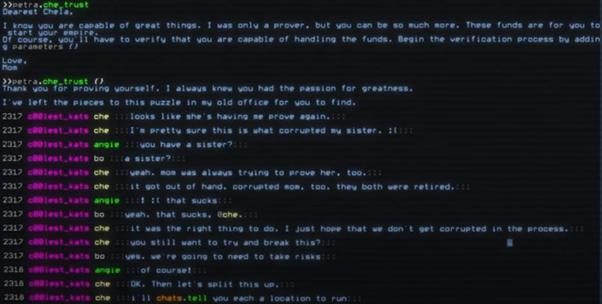 >>petra.che_trust
Dearest Chela,
I know you are capable of great things. I was only a prover, but you can be so much more. These funds are for you to
start your empire.
Of course, you'll have to verify that you are capable of handling the funds. Begin the verification process by addin
g parameters ()
Love,
Mom
>>petra.che_trust ()
Thank you for proving yourself. I always knew you had the passion for greatness.
I've left the pieces to this puzzle in my old office for you to find.
2317 c00lest_kats che :::looks like she's having me prove again.:::
2317 c00lest_kats che :::I'm pretty sure this is what corrupted my sister. :(:::
2317 c00lest_kats angie :::you have a sister?:::
2317 c00lest_kats bo :::a sister?:::
2317 c00lest_kats che :::yeah. mom was always trying to prove her, too.:::
2317 c00lest_kats che :::it got out of hand. corrupted mom, too. they both were retired.:::
2317 c00lest_kats angie :::! :( that sucks:::
2317 c00lest_kats bo :::yeah. that sucks, @che.:::
2317 c00lest_kats che :::it was the right thing to do. I just hope that we don't get corrupted in the process.:::
2317 c00lest_kats che :::you still want to try and break this?:::
2317 c00lest_kats bo :::yes, we're going to need to take risks:::
2318 c00lest_kats angie :::of course!:::
2318 c00lest_kats che :::OK. Then let's split this up.:::
2318 c00lest_kats che :::i'll chats.tell you each a location to run:::